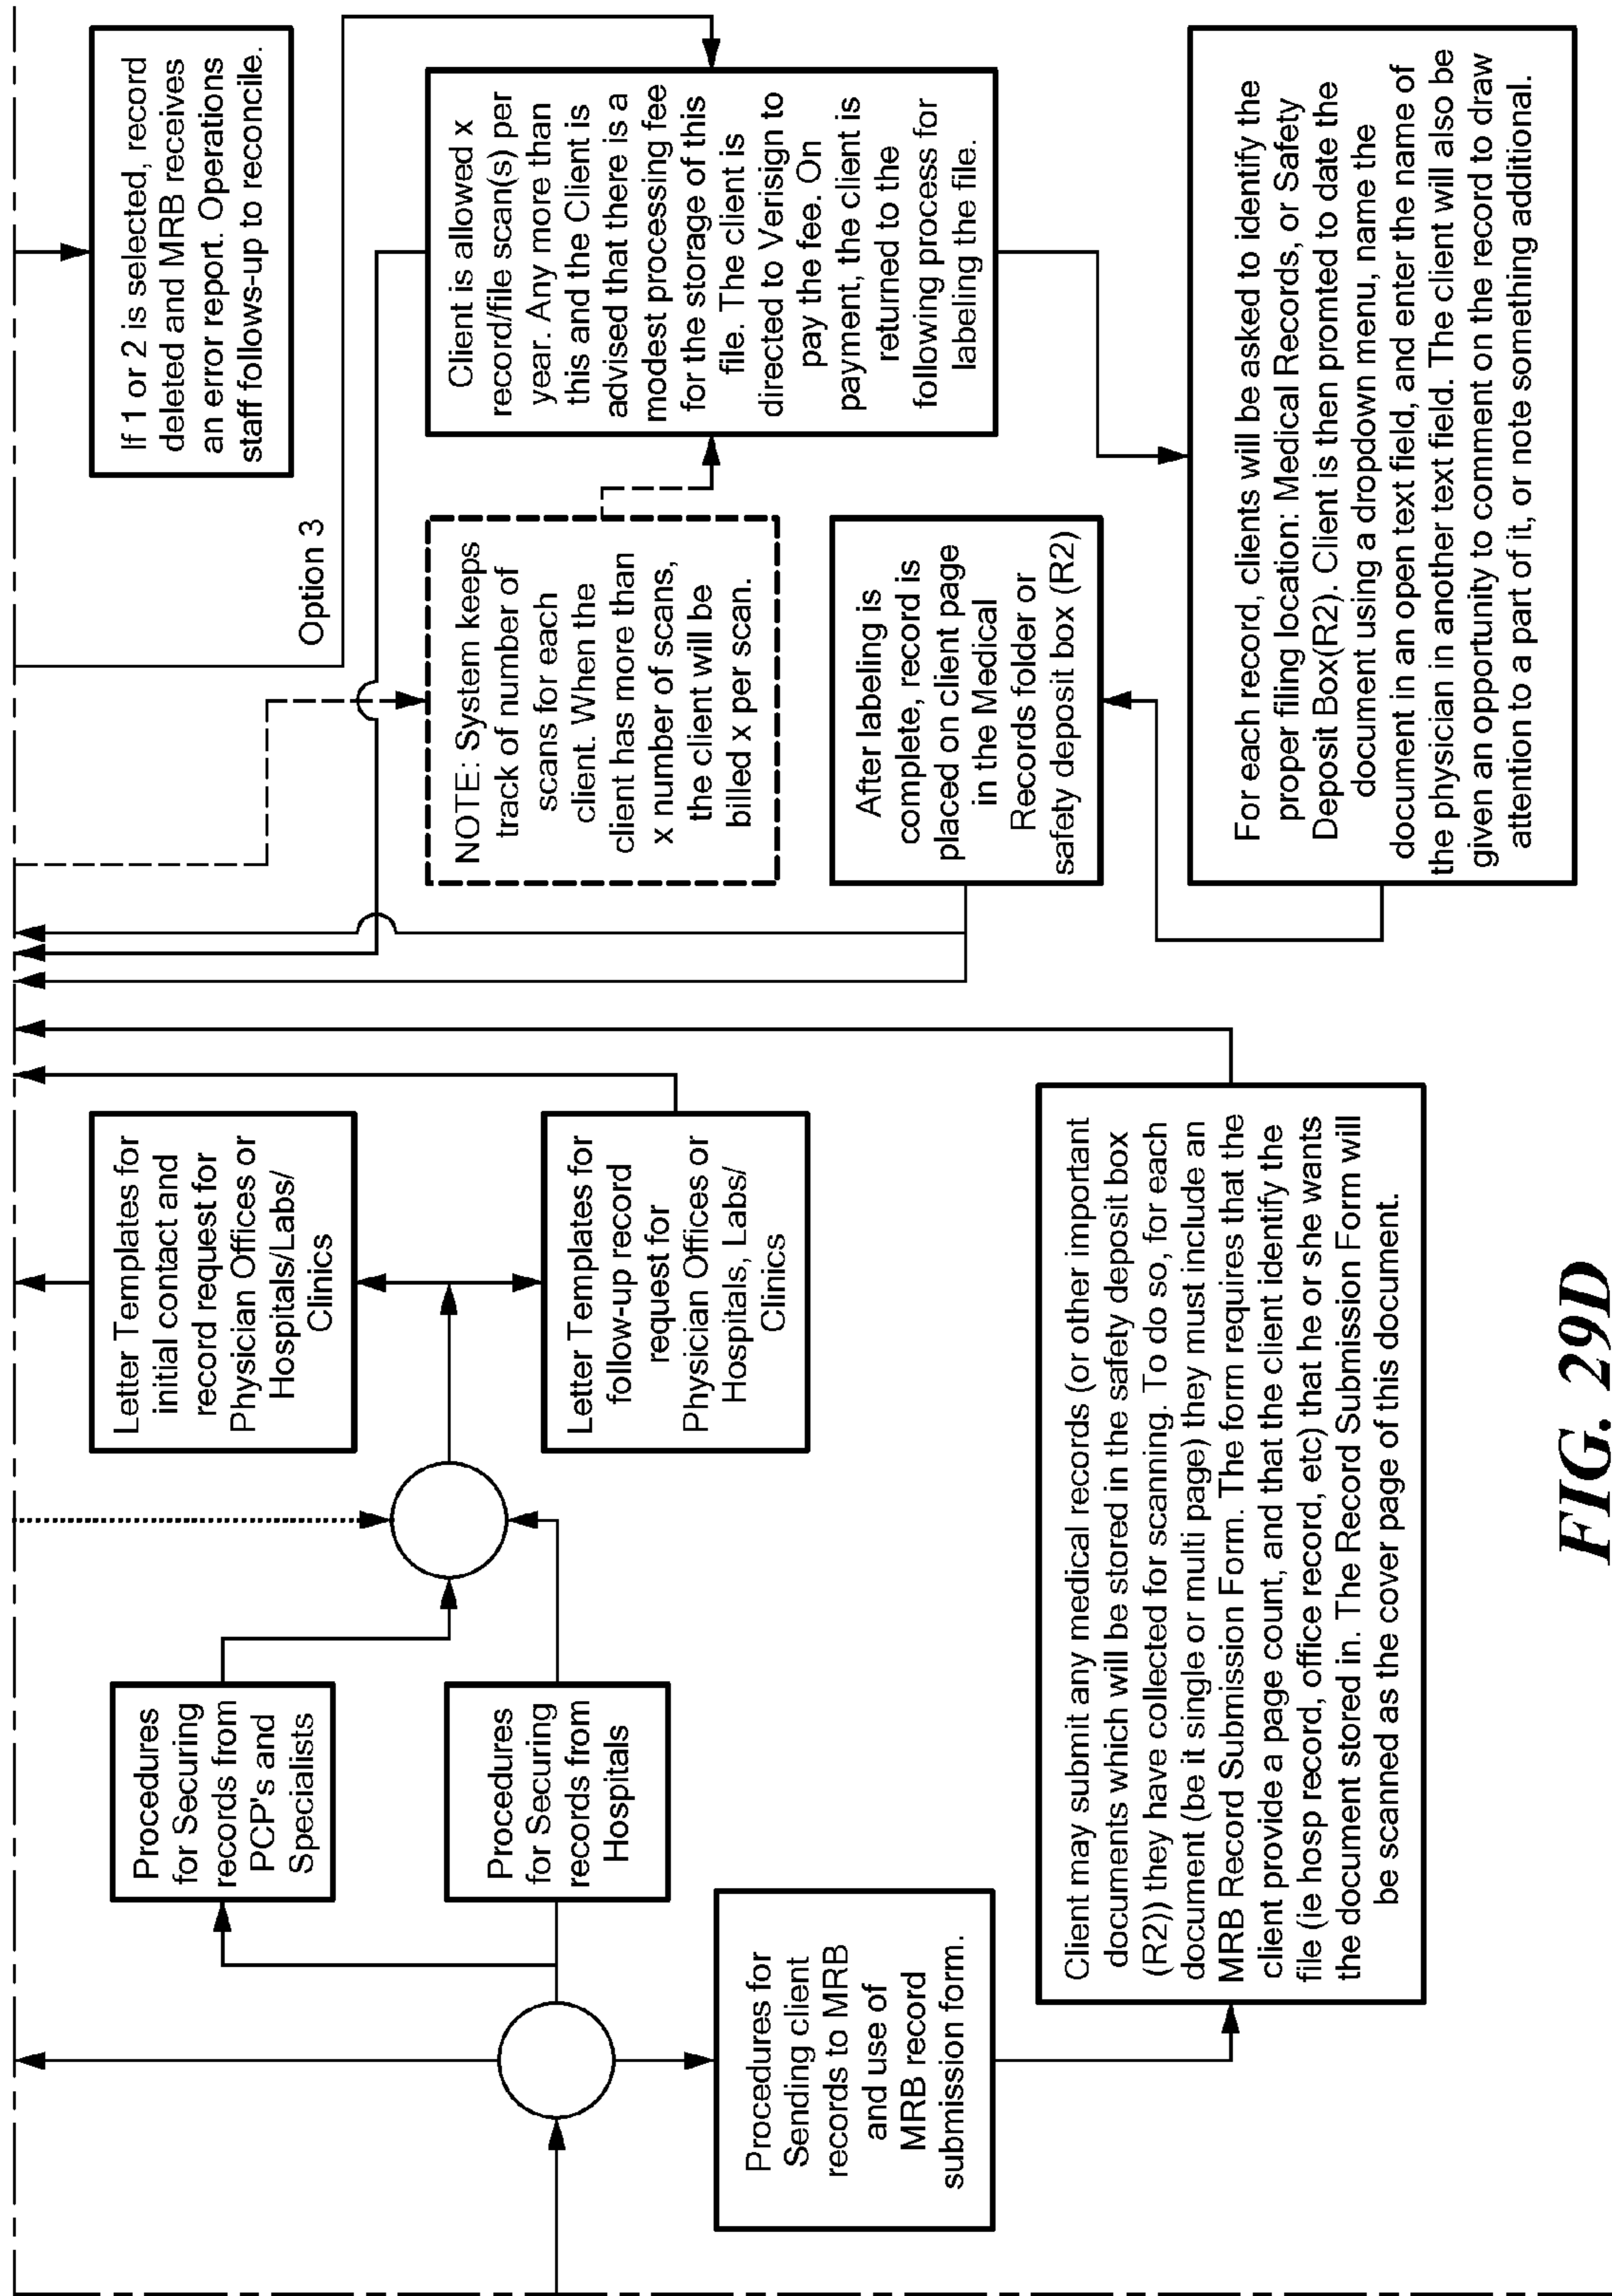 Procedures
for Securing
records from
PCP's and
Specialists
Letter Templates for
initial contact and
record request for
Physician Offices or
Hospitals/Labs/
Clinics
If 1 or 2 is selected, record
deleted and MRB receives
an error report. Operations
staff follows-up to reconcile.
Option 3
Procedures
for Securing
records from
Hospitals
Letter Templates for
follow-up record
request for
Physician Offices or
Hospitals, Labs/
Clinics
NOTE: System keeps
track of number of
scans for each
client. When the
client has more than
x number of scans,
the client will be
billed x per scan.
Client is allowed x
record/file scan(s) per
year. Any more than
this and the Client is
advised that there is a
modest processing fee
for the storage of this
file. The client is
directed to Verisign to
pay the fee. On
payment, the client is
returned to the
following process for
labeling the file.
Procedures for
Sending client
records to MRB
and use of
MRB record
submission form.
After labeling is
complete, record is
placed on client page
in the Medical
Records folder or
safety deposit box (R2)
Client may submit any medical records (or other important
documents which will be stored in the safety deposit box
(R2)) they have collected for scanning. To do so, for each
document (be it single or multi page) they must include an
MRB Record Submission Form. The form requires that the
client provide a page count, and that the client identify the
file (ie hosp record, office record, etc) that he or she wants
the document stored in. The Record Submission Form will
be scanned as the cover page of this document.
For each record, clients will be asked to identify the
proper filing location: Medical Records, or Safety
Deposit Box(R2). Client is then promted to date the
document using a dropdown menu, name the
document in an open text field, and enter the name of
the physician in another text field. The client will also be
given an opportunity to comment on the record to draw
attention to a part of it, or note something additional.
FIG. 29D